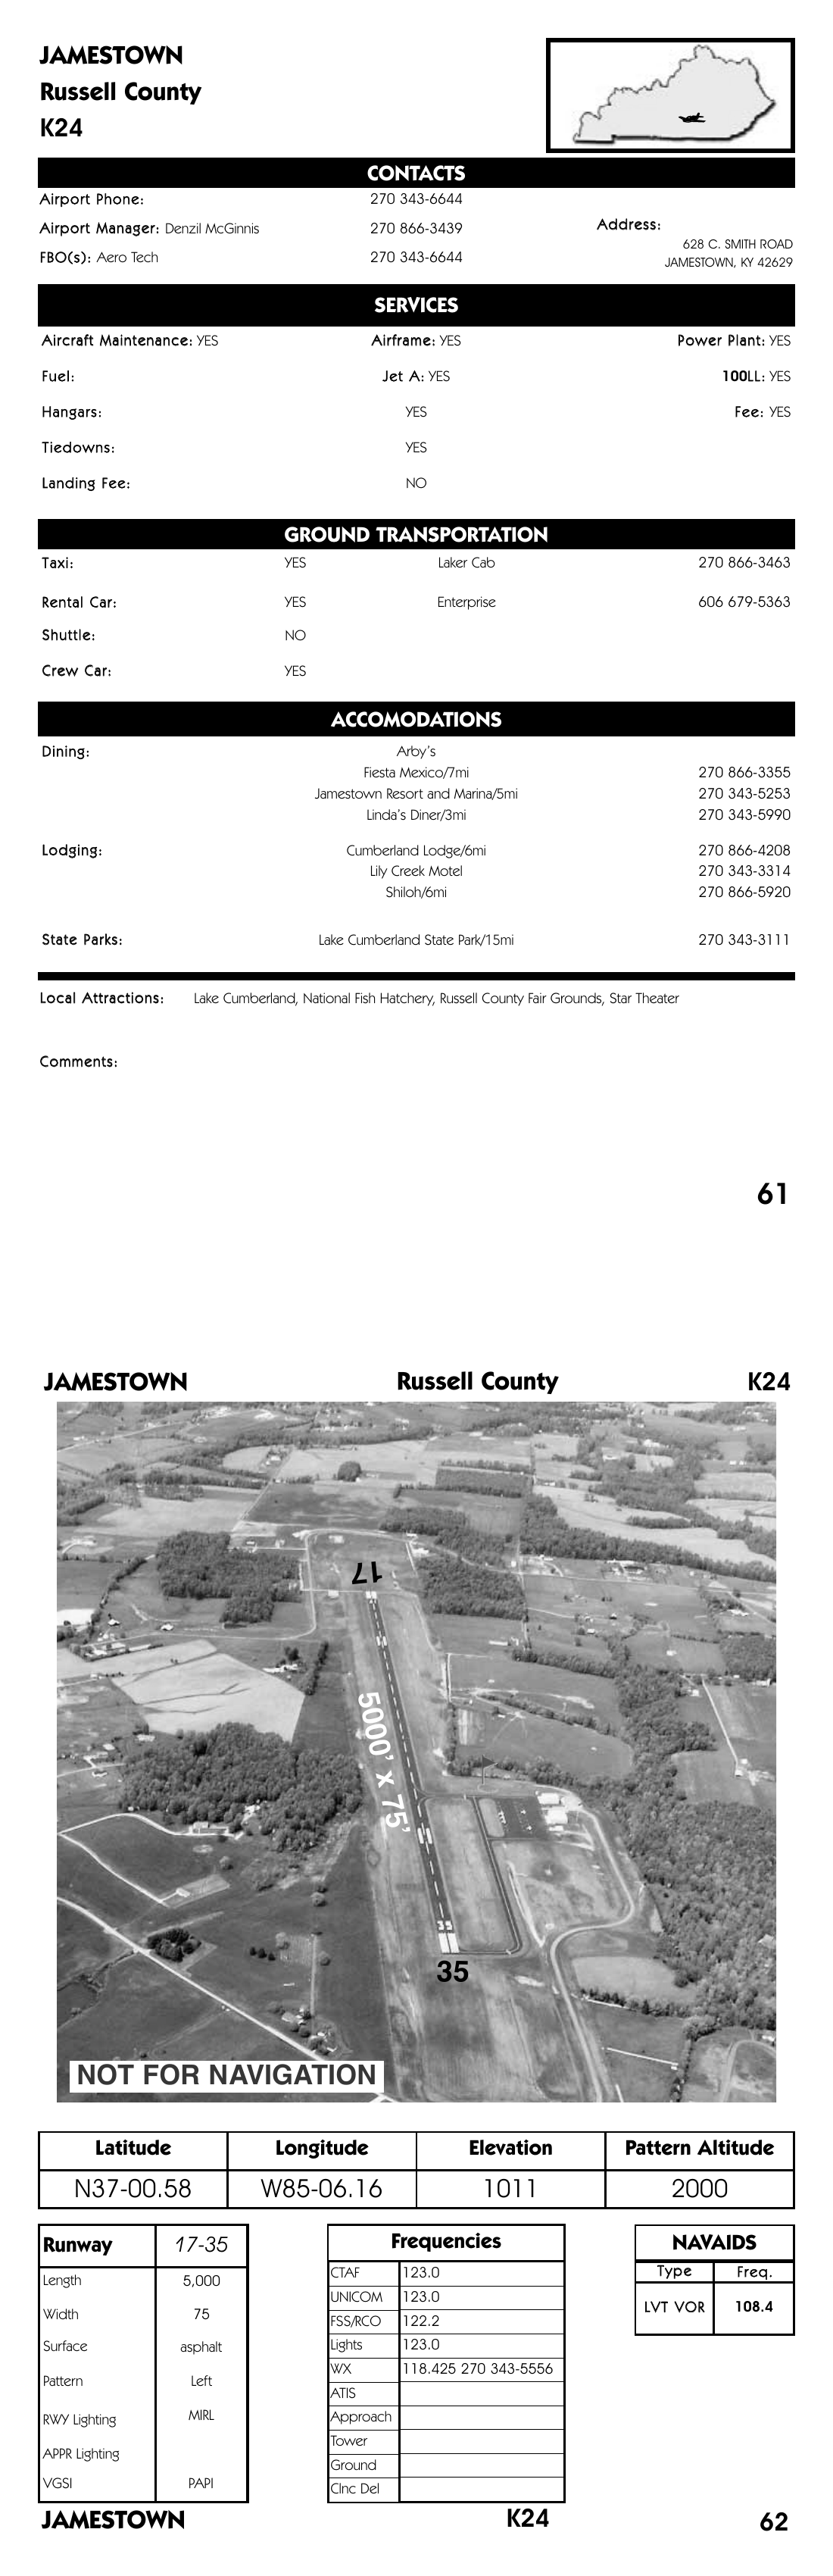 JAMESTOWN
Russell County
K24
CONTACTS
Airport Phone: 270 343-6644
Airport Manager: Denzil McGinnis 270 866-3439
FBO(s): Aero Tech 270 343-6644
Address:
628 C. SMITH ROAD
JAMESTOWN, KY 42629
SERVICES
Aircraft Maintenance: YES Airframe: YES Power Plant: YES
Fuel: Jet A: YES 100LL: YES
Hangars: YES Fee: YES
Tiedowns: YES
Landing Fee: NO
GROUND TRANSPORTATION
Taxi: YES Laker Cab 270 866-3463
Rental Car: YES Enterprise 606 679-5363
Shuttle: NO
Crew Car: YES
ACCOMODATIONS
Dining: Arby's
Fiesta Mexico/7mi 270 866-3355
Jamestown Resort and Marina/5mi 270 343-5253
Linda's Diner/3mi 270 343-5990
Lodging: Cumberland Lodge/6mi 270 866-4208
Lily Creek Motel 270 343-3314
Shiloh/6mi 270 866-5920
State Parks: Lake Cumberland State Park/15mi 270 343-3111
Local Attractions: Lake Cumberland, National Fish Hatchery, Russell County Fair Grounds, Star Theater
Comments:
61
JAMESTOWN Russell County K24
17
5000' x 75'
35
35
NOT FOR NAVIGATION
Latitude Longitude Elevation Pattern Altitude
N37-00.58 W85-06.16 1011 2000
Runway 17-35
Length 5,000
Width 75
Surface asphalt
Pattern Left
RWY Lighting MIRL
APPR Lighting
VGSI PAPI
Frequencies
CTAF 123.0
UNICOM 123.0
FSS/RCO 122.2
Lights 123.0
WX 118.425 270 343-5556
ATIS
Approach
Tower
Ground
Clnc Del
NAVAIDS
Type Freq.
LVT VOR 108.4
JAMESTOWN K24 62